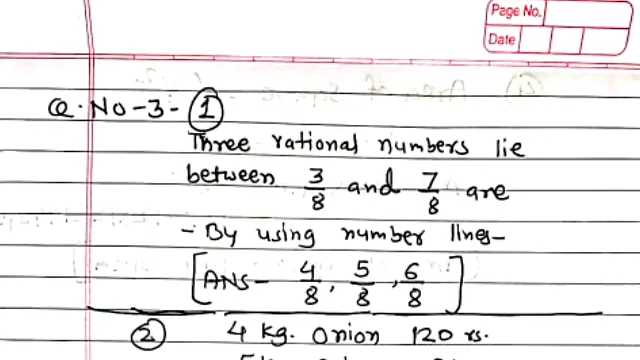 Page No.
Date
Q. No - 3 - ①
Three rational numbers lie
between 3/8 and 7/8 are
- By using number lines-
[ANS - 4/8, 5/8, 6/8]
② 4 kg. Onion 120 rs.